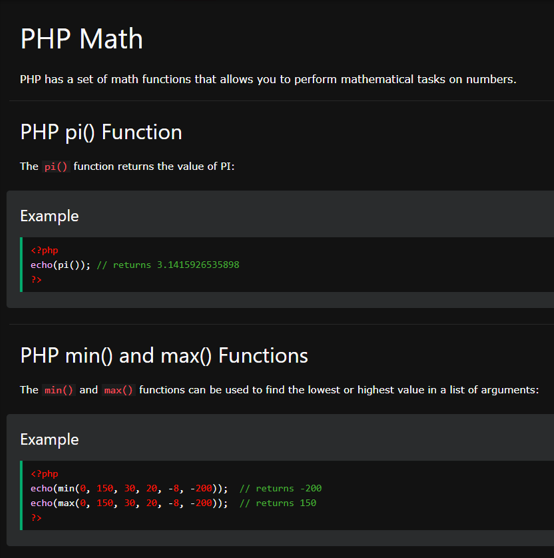 PHP Math
PHP has a set of math functions that allows you to perform mathematical tasks on numbers.
PHP pi() Function
The pi() function returns the value of PI:
Example
<?php
echo(pi()); // returns 3.1415926535898
?>
PHP min() and max() Functions
The min() and max() functions can be used to find the lowest or highest value in a list of arguments:
Example
<?php
echo(min(0, 150, 30, 20, -8, -200));  // returns -200
echo(max(0, 150, 30, 20, -8, -200));  // returns 150
?>